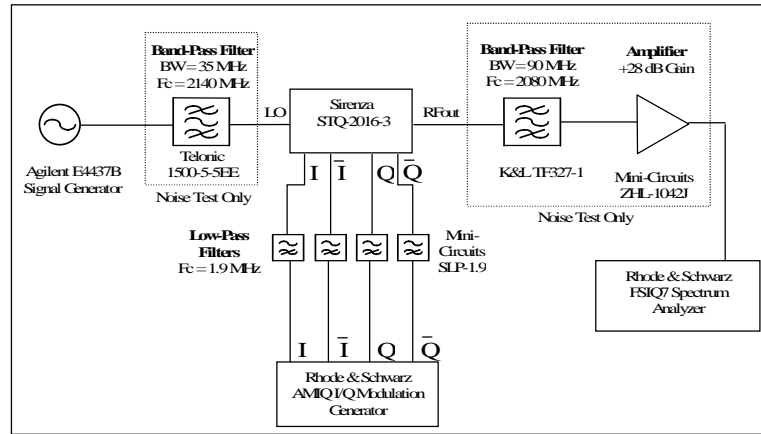 Band-Pass Filter
BW = 35 MHz
Fc = 2140 MHz
Telonic
1500-5-5EE
Noise Test Only
Agilent E4437B
Signal Generator
LO
Sirenza
STQ-2016-3
RFout
Band-Pass Filter
BW = 90 MHz
Fc = 2080 MHz
K&L TF327-1
Amplifier
+28 dB Gain
Mini-Circuits
ZHL-1042J
Noise Test Only
I I̅ Q Q̅
Low-Pass
Filters
Fc = 1.9 MHz
Mini-
Circuits
SLP-1.9
Rhode & Schwarz
FSIQ7 Spectrum
Analyzer
I I̅ Q Q̅
Rhode & Schwarz
AMIQ I/Q Modulation
Generator